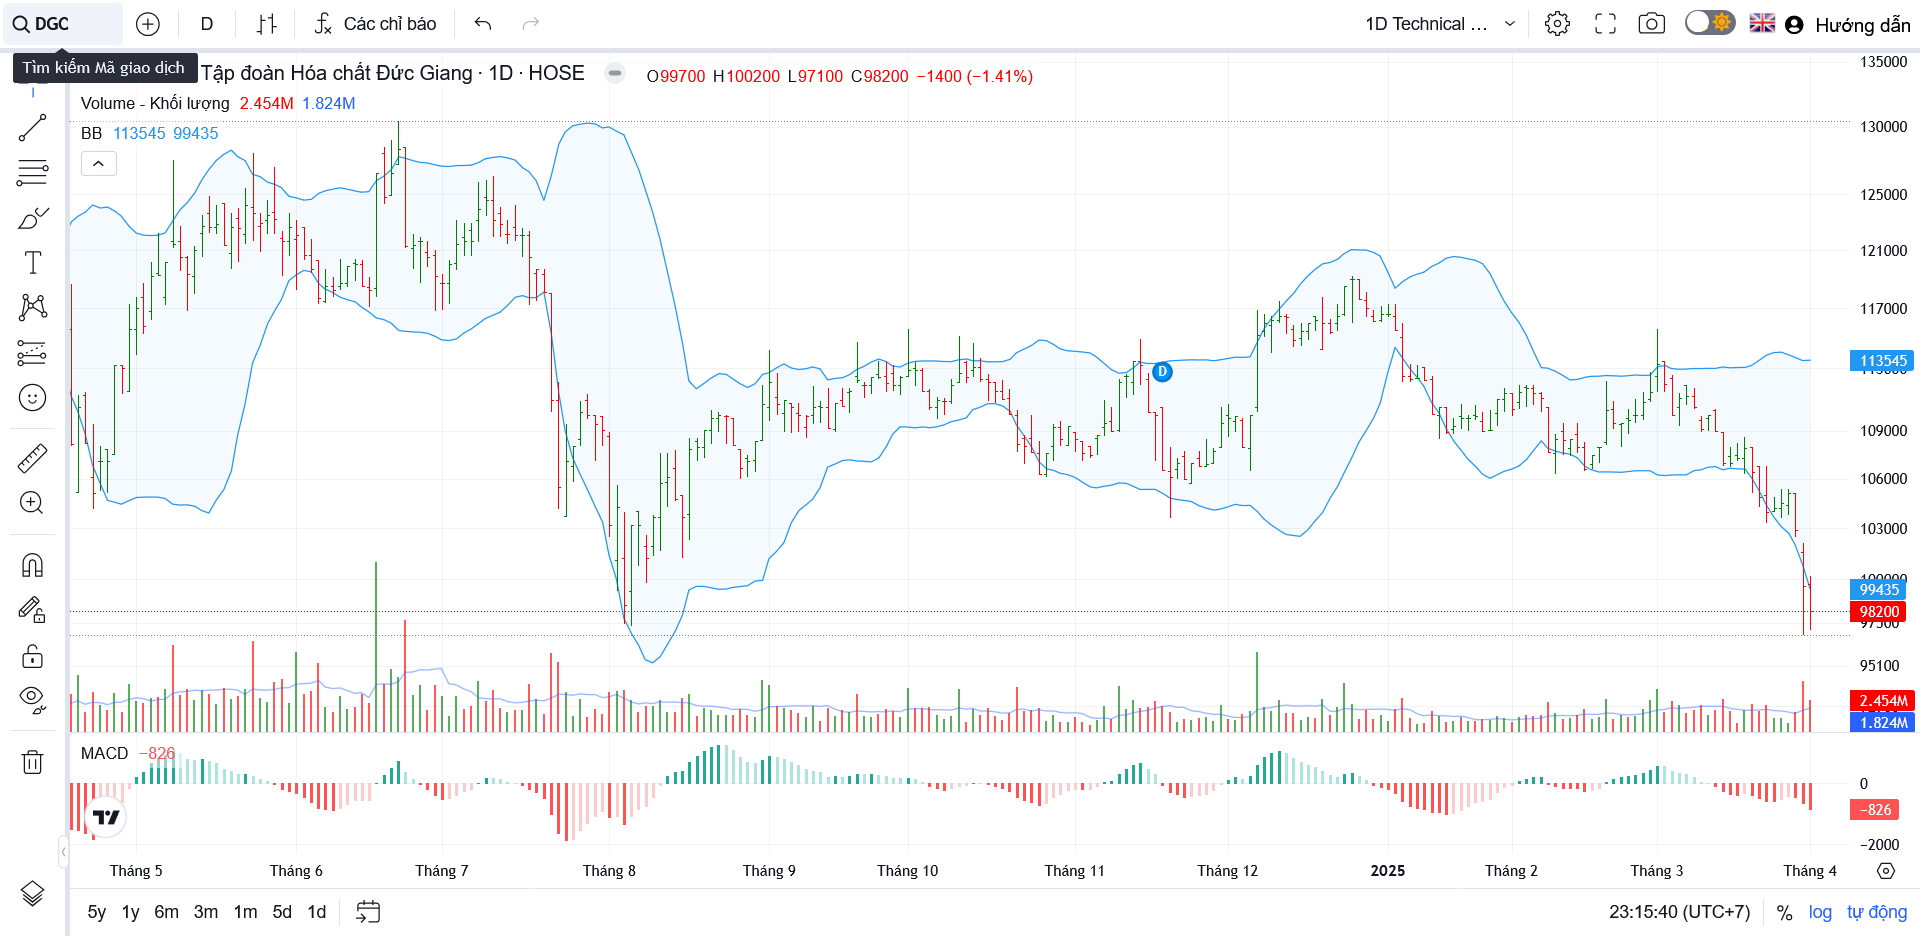 DGC
D
Các chỉ báo
1D Technical ...
Hướng dẫn
Tìm kiếm Mã giao dịch
Tập đoàn Hóa chất Đức Giang · 1D · HOSE
O99700 H100200 L97100 C98200 −1400 (−1.41%)
Volume - Khối lượng 2.454M 1.824M
BB 113545 99435
135000
130000
125000
121000
117000
113545
109000
106000
103000
99435
98200
95100
2.454M
1.824M
D
MACD −826
0
−826
−2000
Tháng 5 Tháng 6 Tháng 7 Tháng 8 Tháng 9 Tháng 10 Tháng 11 Tháng 12 2025 Tháng 2 Tháng 3 Tháng 4
5y 1y 6m 3m 1m 5d 1d
23:15:40 (UTC+7) % log tự động